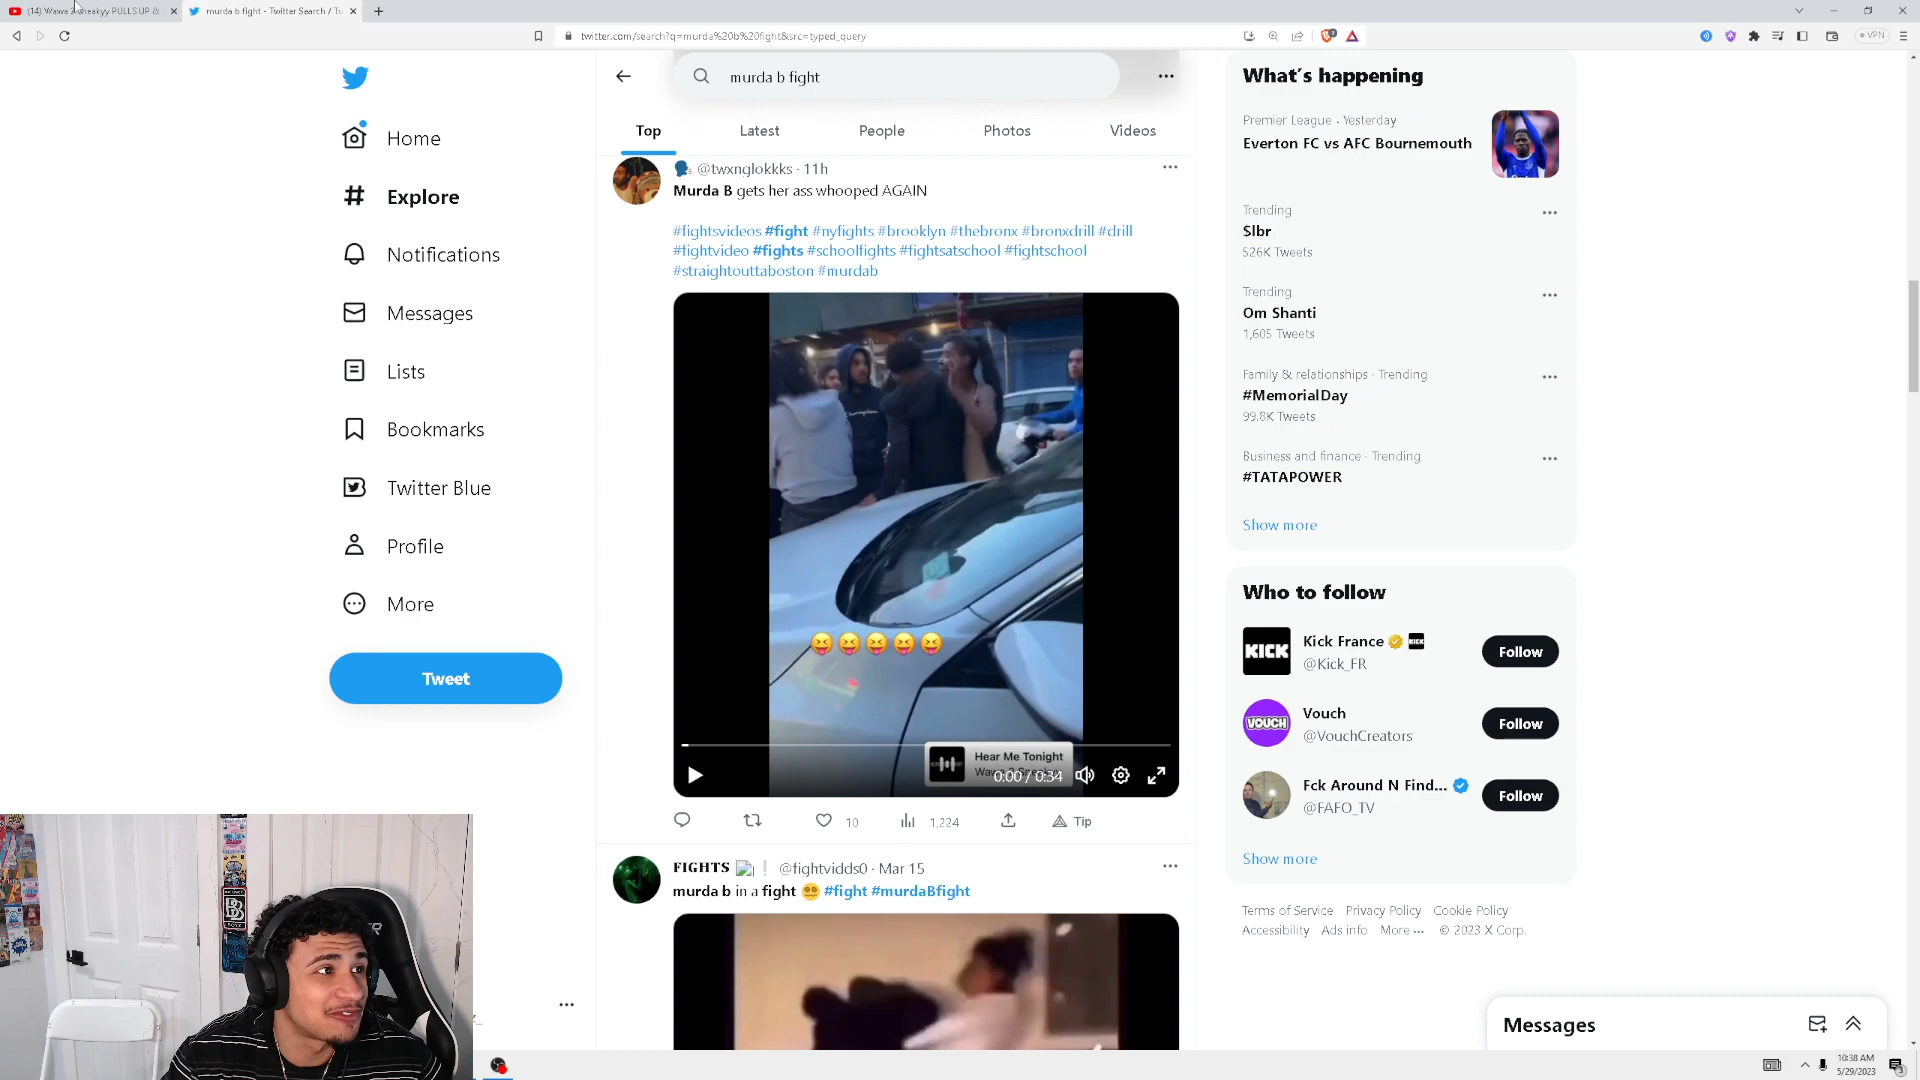 (14) Wawa 2 Sneakyy PULLS UP &
murda b fight - Twitter Search / Tw
twitter.com/search?q=murda%20b%20fight&src=typed_query
VPN
murda b fight
Top
Latest
People
Photos
Videos
Home
Explore
Notifications
Messages
Lists
Bookmarks
Twitter Blue
Profile
More
Tweet
@twxnglokkks · 11h
Murda B gets her ass whooped AGAIN
#fightsvideos #fight #nyfights #brooklyn #thebronx #bronxdrill #drill
#fightvideo #fights #schoolfights #fightsatschool #fightschool
#straightouttaboston #murdab
Hear Me Tonight
0:00 / 0:34
10
1,224
Tip
FIGHTS @fightvidds0 · Mar 15
murda b in a fight #fight #murdaBfight
What's happening
Premier League · Yesterday
Everton FC vs AFC Bournemouth
Trending
$lbr
526K Tweets
Trending
Om Shanti
1,605 Tweets
Family & relationships · Trending
#MemorialDay
99.8K Tweets
Business and finance · Trending
#TATAPOWER
Show more
Who to follow
KICK
Kick France
@Kick_FR
Follow
VOUCH
Vouch
@VouchCreators
Follow
Fck Around N Find...
@FAFO_TV
Follow
Show more
Terms of Service Privacy Policy Cookie Policy
Accessibility Ads info More ··· © 2023 X Corp.
Messages
10:38 AM
5/29/2023